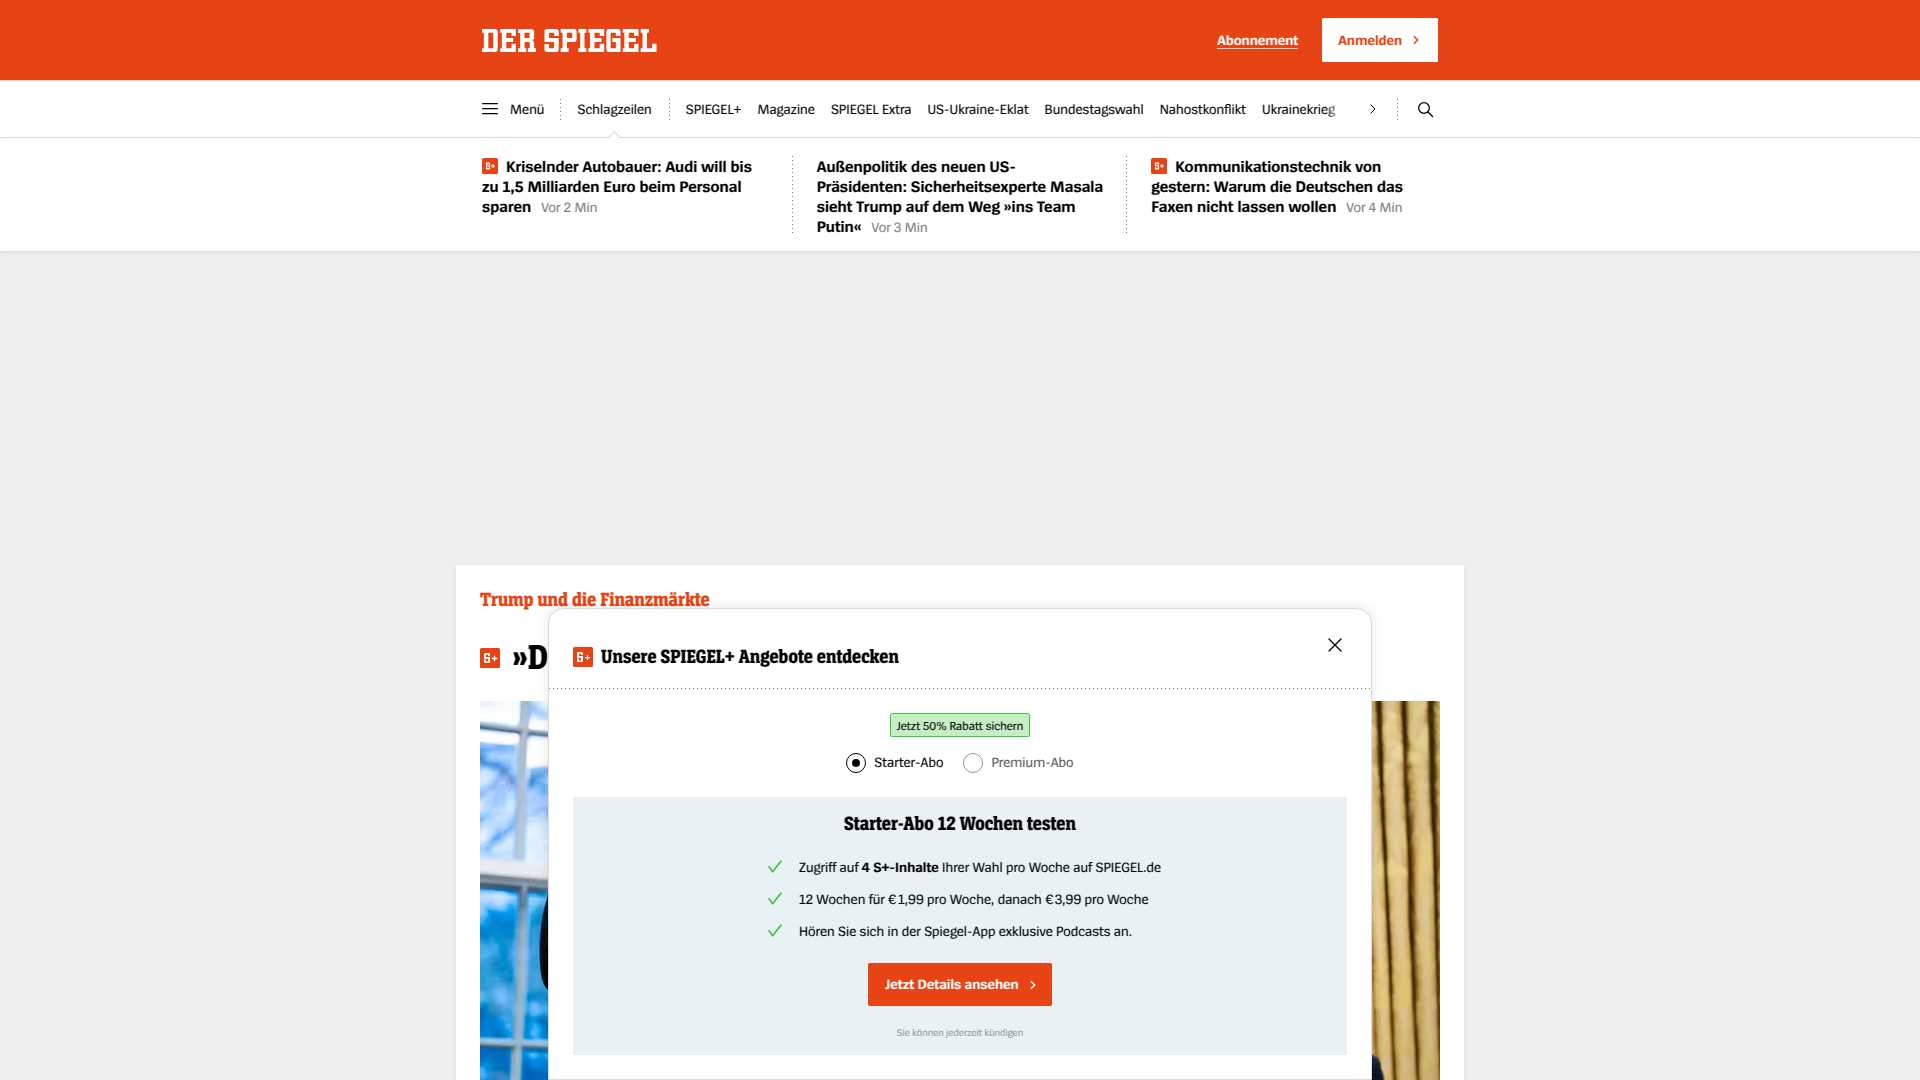 DER SPIEGEL
Abonnement
Anmelden
Menü
Schlagzeilen
SPIEGEL+
Magazine
SPIEGEL Extra
US-Ukraine-Eklat
Bundestagswahl
Nahostkonflikt
Ukrainekrieg
Kriselnder Autobauer: Audi will bis
zu 1,5 Milliarden Euro beim Personal
sparen Vor 2 Min
Außenpolitik des neuen US-
Präsidenten: Sicherheitsexperte Masala
sieht Trump auf dem Weg »ins Team
Putin« Vor 3 Min
Kommunikationstechnik von
gestern: Warum die Deutschen das
Faxen nicht lassen wollen Vor 4 Min
Trump und die Finanzmärkte
»D
Unsere SPIEGEL+ Angebote entdecken
Jetzt 50% Rabatt sichern
Starter-Abo
Premium-Abo
Starter-Abo 12 Wochen testen
Zugriff auf 4 S+-Inhalte Ihrer Wahl pro Woche auf SPIEGEL.de
12 Wochen für € 1,99 pro Woche, danach € 3,99 pro Woche
Hören Sie sich in der Spiegel-App exklusive Podcasts an.
Jetzt Details ansehen
Sie können jederzeit kündigen